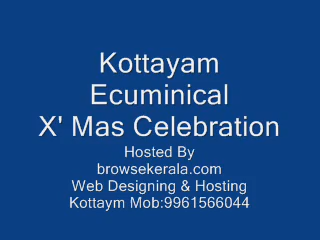 Kottayam
Ecuminical
X' Mas Celebration
Hosted By
browsekerala.com
Web Designing & Hosting
Kottaym Mob:9961566044